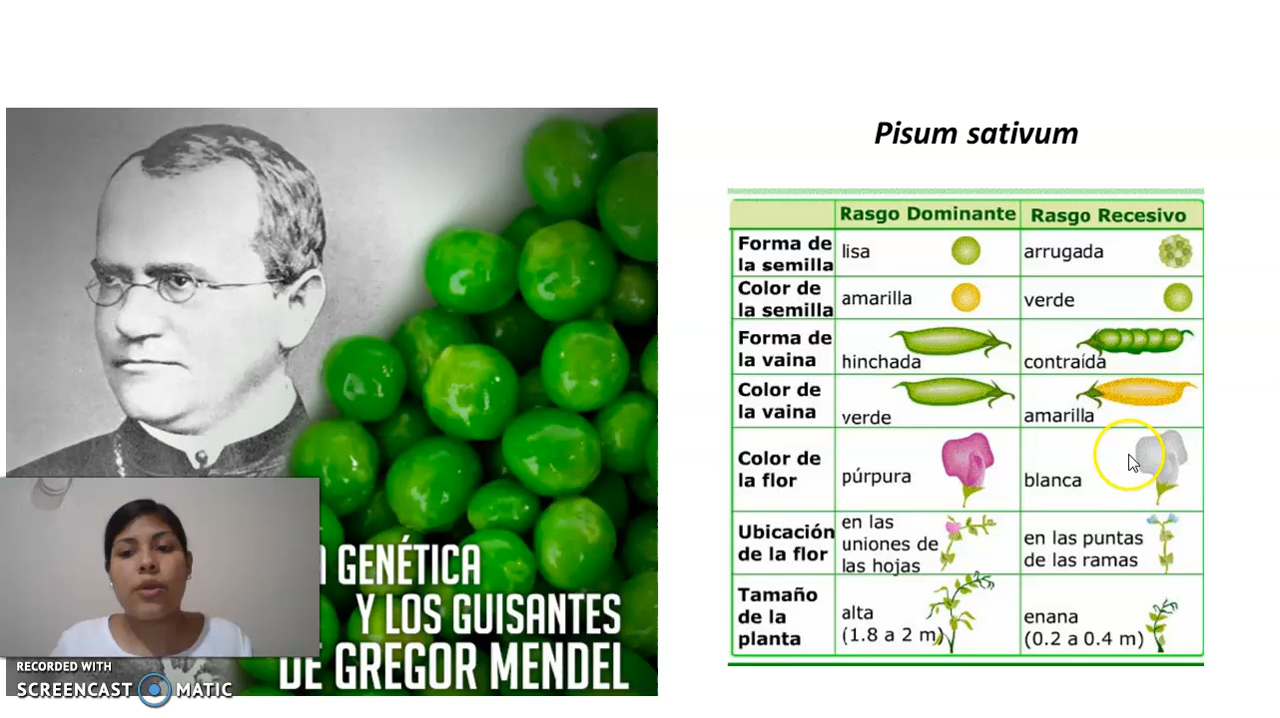 Pisum sativum
Rasgo Dominante
Rasgo Recesivo
Forma de
la semilla
lisa
arrugada
Color de
la semilla
amarilla
verde
Forma de
la vaina
hinchada
contraída
Color de
la vaina
verde
amarilla
Color de
la flor
púrpura
blanca
Ubicación
de la flor
en las
uniones de
las hojas
en las puntas
de las ramas
Tamaño
de la
planta
alta
(1.8 a 2 m)
enana
(0.2 a 0.4 m)
A GENÉTICA
Y LOS GUISANTES
DE GREGOR MENDEL
RECORDED WITH
SCREENCAST MATIC